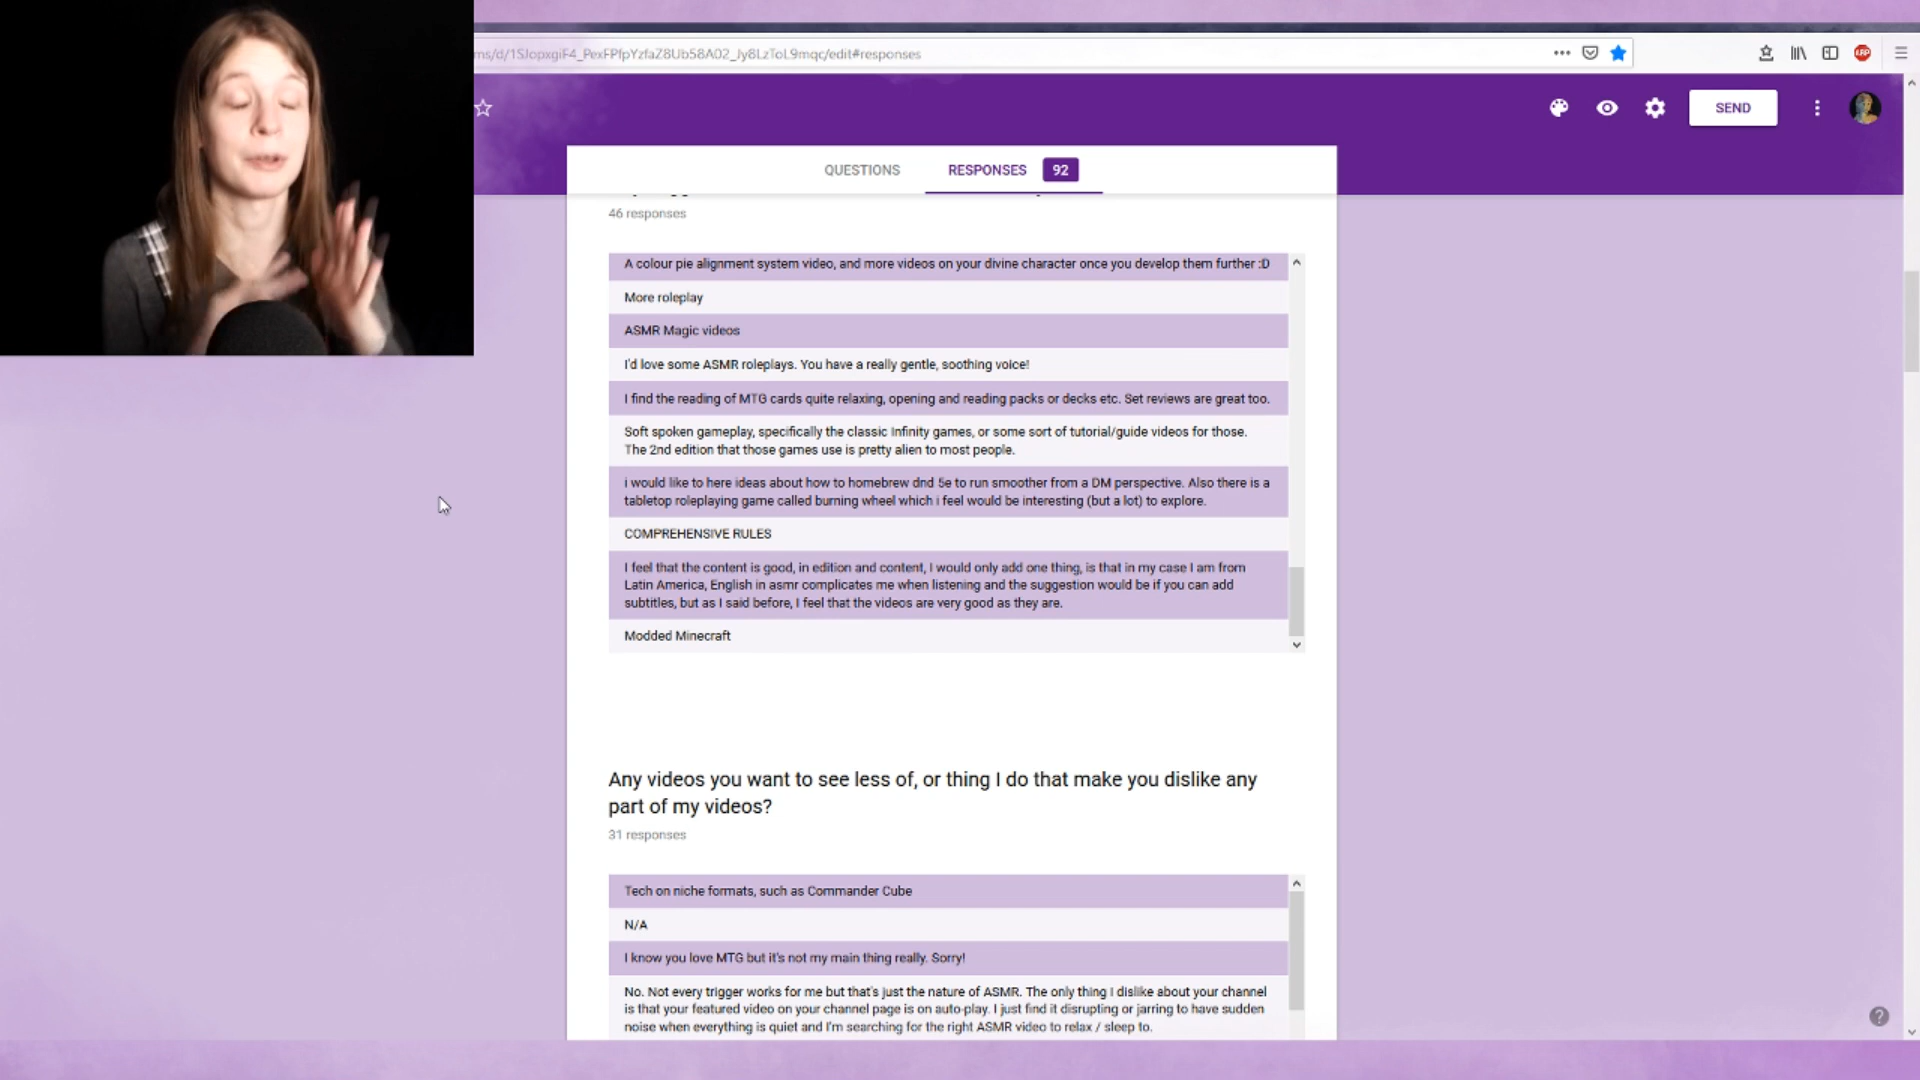 ms/d/1SJopxgiF4_PexFPfpYzfaZ8Ub58A02_Jy8LzToL9mqc/edit#responses
SEND
QUESTIONS
RESPONSES
92
46 responses
A colour pie alignment system video, and more videos on your divine character once you develop them further :D
More roleplay
ASMR Magic videos
I'd love some ASMR roleplays. You have a really gentle, soothing voice!
I find the reading of MTG cards quite relaxing, opening and reading packs or decks etc. Set reviews are great too.
Soft spoken gameplay, specifically the classic Infinity games, or some sort of tutorial/guide videos for those.
The 2nd edition that those games use is pretty alien to most people.
i would like to here ideas about how to homebrew dnd 5e to run smoother from a DM perspective. Also there is a
tabletop roleplaying game called burning wheel which i feel would be interesting (but a lot) to explore.
COMPREHENSIVE RULES
I feel that the content is good, in edition and content, I would only add one thing, is that in my case I am from
Latin America, English in asmr complicates me when listening and the suggestion would be if you can add
subtitles, but as I said before, I feel that the videos are very good as they are.
Modded Minecraft
Any videos you want to see less of, or thing I do that make you dislike any
part of my videos?
31 responses
Tech on niche formats, such as Commander Cube
N/A
I know you love MTG but it's not my main thing really. Sorry!
No. Not every trigger works for me but that's just the nature of ASMR. The only thing I dislike about your channel
is that your featured video on your channel page is on auto-play. I just find it disrupting or jarring to have sudden
noise when everything is quiet and I'm searching for the right ASMR video to relax / sleep to.